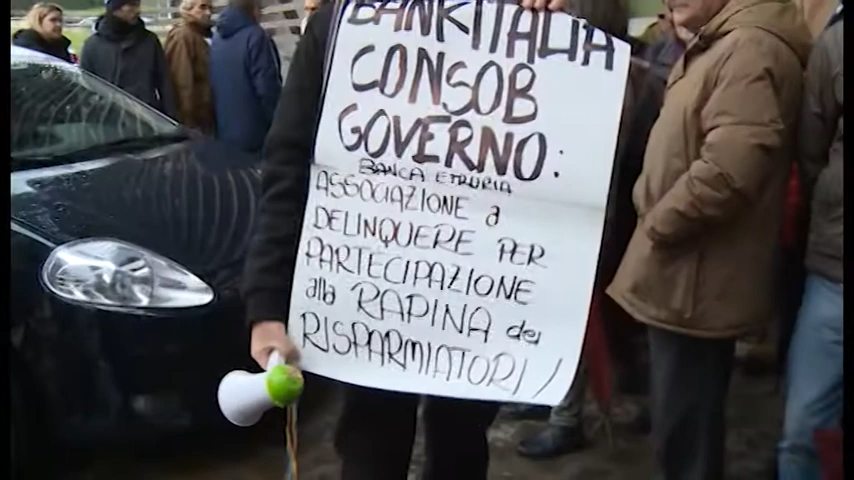 BANKITALIA
CONSOB
GOVERNO:
BANCA ETRURIA
ASSOCIAZIONE a
DELINQUERE PER
PARTECIPAZIONE
alla RAPINA dei
RISPARMIATORI!